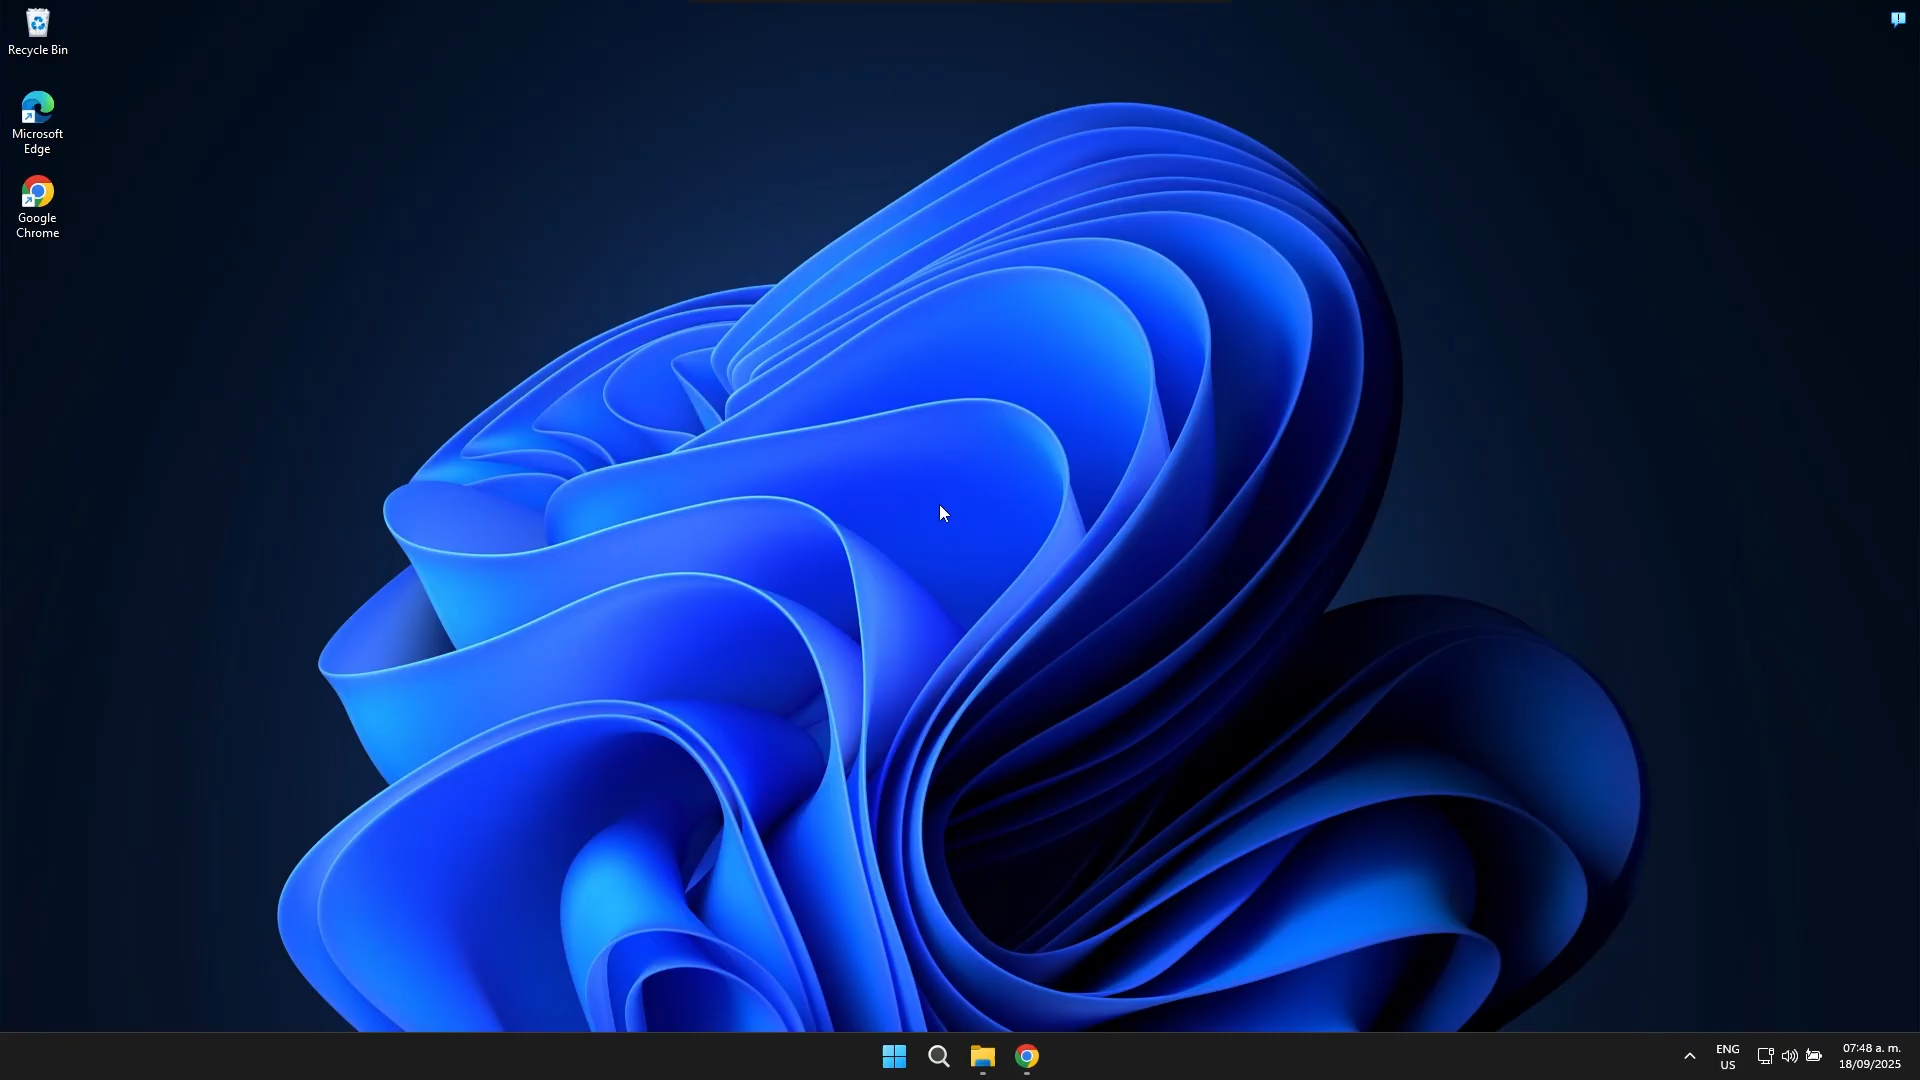 Recycle Bin
Microsoft
Edge
Google
Chrome
ENG
US
07:48 a. m.
18/09/2025